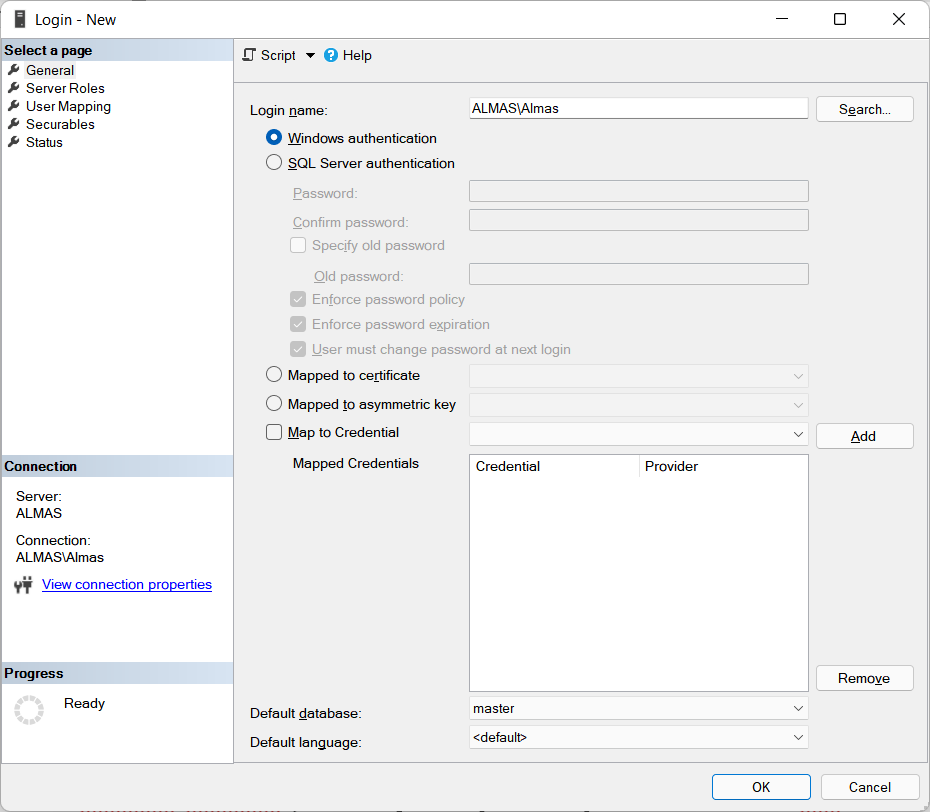 Login - New
Select a page
General
Server Roles
User Mapping
Securables
Status
Script
Help
Login name:
ALMAS\Almas
Search...
Windows authentication
SQL Server authentication
Password:
Confirm password:
Specify old password
Old password:
Enforce password policy
Enforce password expiration
User must change password at next login
Mapped to certificate
Mapped to asymmetric key
Map to Credential
Add
Mapped Credentials
Credential
Provider
Remove
Default database:
master
Default language:
<default>
Connection
Server:
ALMAS
Connection:
ALMAS\Almas
View connection properties
Progress
Ready
OK
Cancel